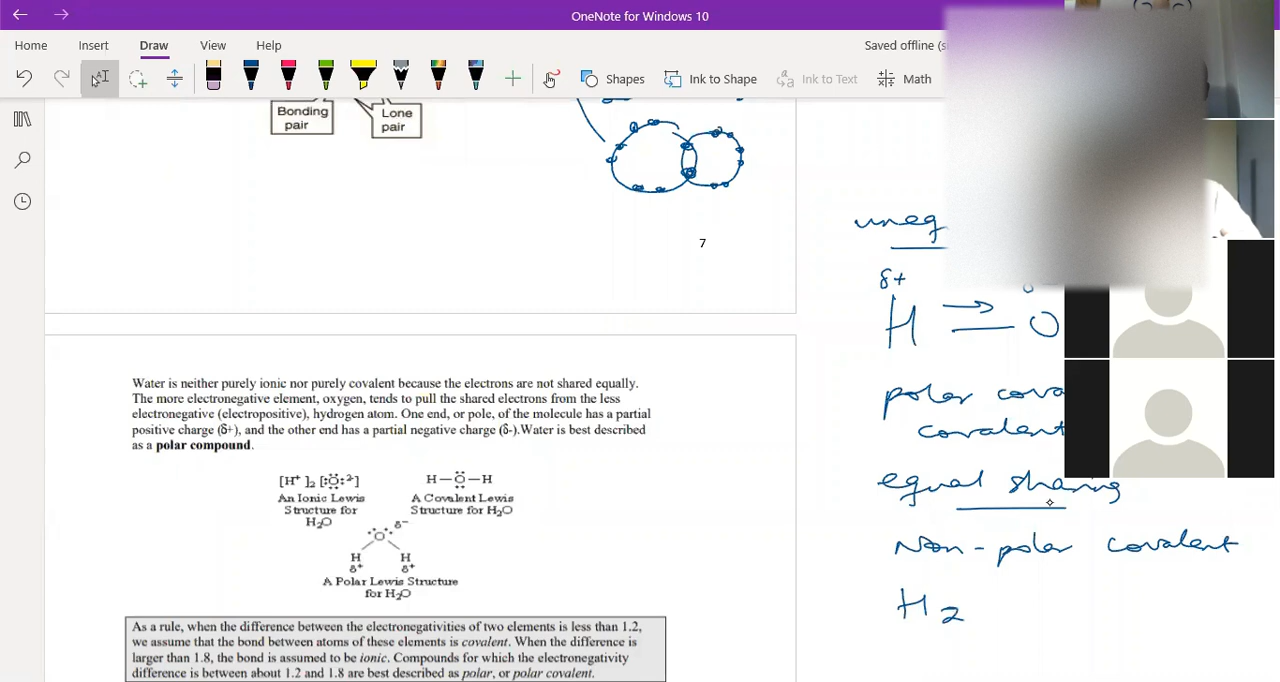 OneNote for Windows 10
Home Insert Draw View Help
Saved offline
Shapes Ink to Shape Ink to Text Math
Bonding
pair
Lone
pair
7
δ+
H O
polar
covalent
equal sharing
Non-polar covalent
H2
Water is neither purely ionic nor purely covalent because the electrons are not shared equally.
The more electronegative element, oxygen, tends to pull the shared electrons from the less
electronegative (electropositive), hydrogen atom. One end, or pole, of the molecule has a partial
positive charge (δ+), and the other end has a partial negative charge (δ-).Water is best described
as a polar compound.
[H⁺ ]₂ [:Ö:²]
An Ionic Lewis
Structure for
H₂O
H—Ö—H
A Covalent Lewis
Structure for H₂O
δ⁻
O
H H
δ⁺ δ⁺
A Polar Lewis Structure
for H₂O
As a rule, when the difference between the electronegativities of two elements is less than 1.2,
we assume that the bond between atoms of these elements is covalent. When the difference is
larger than 1.8, the bond is assumed to be ionic. Compounds for which the electronegativity
difference is between about 1.2 and 1.8 are best described as polar, or polar covalent.